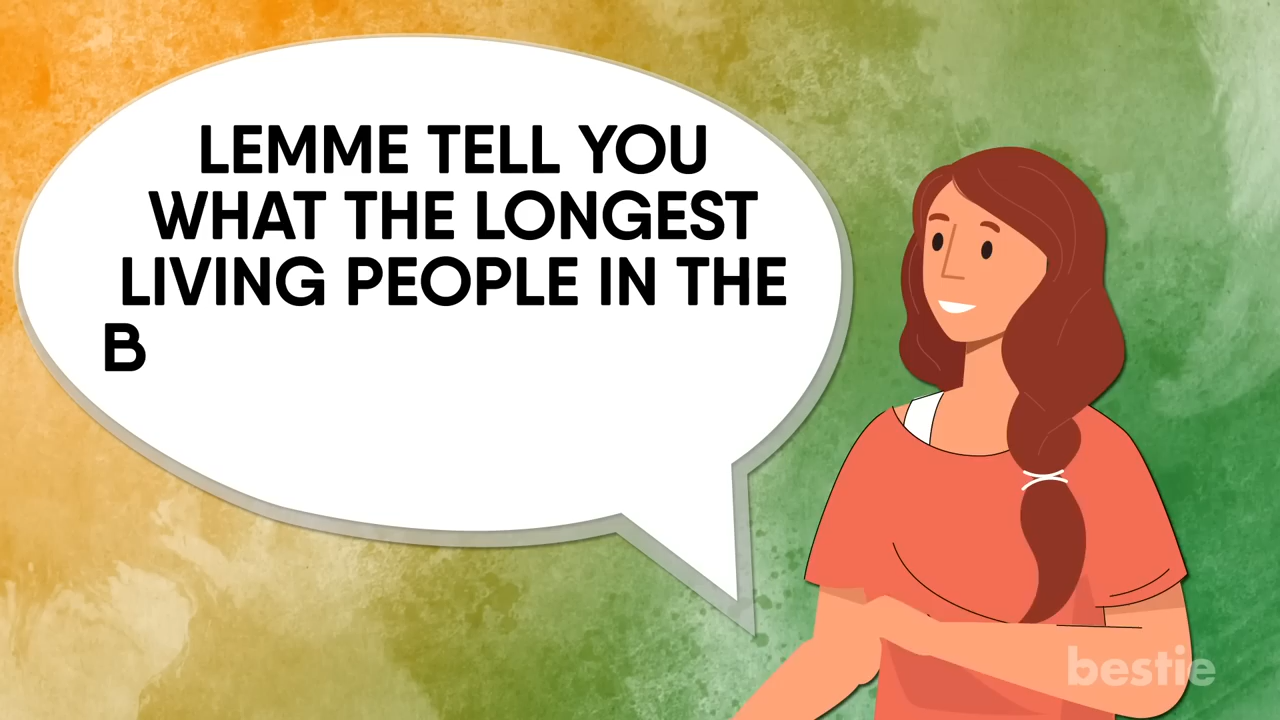 LEMME TELL YOU
WHAT THE LONGEST
LIVING PEOPLE IN THE
B
bestie